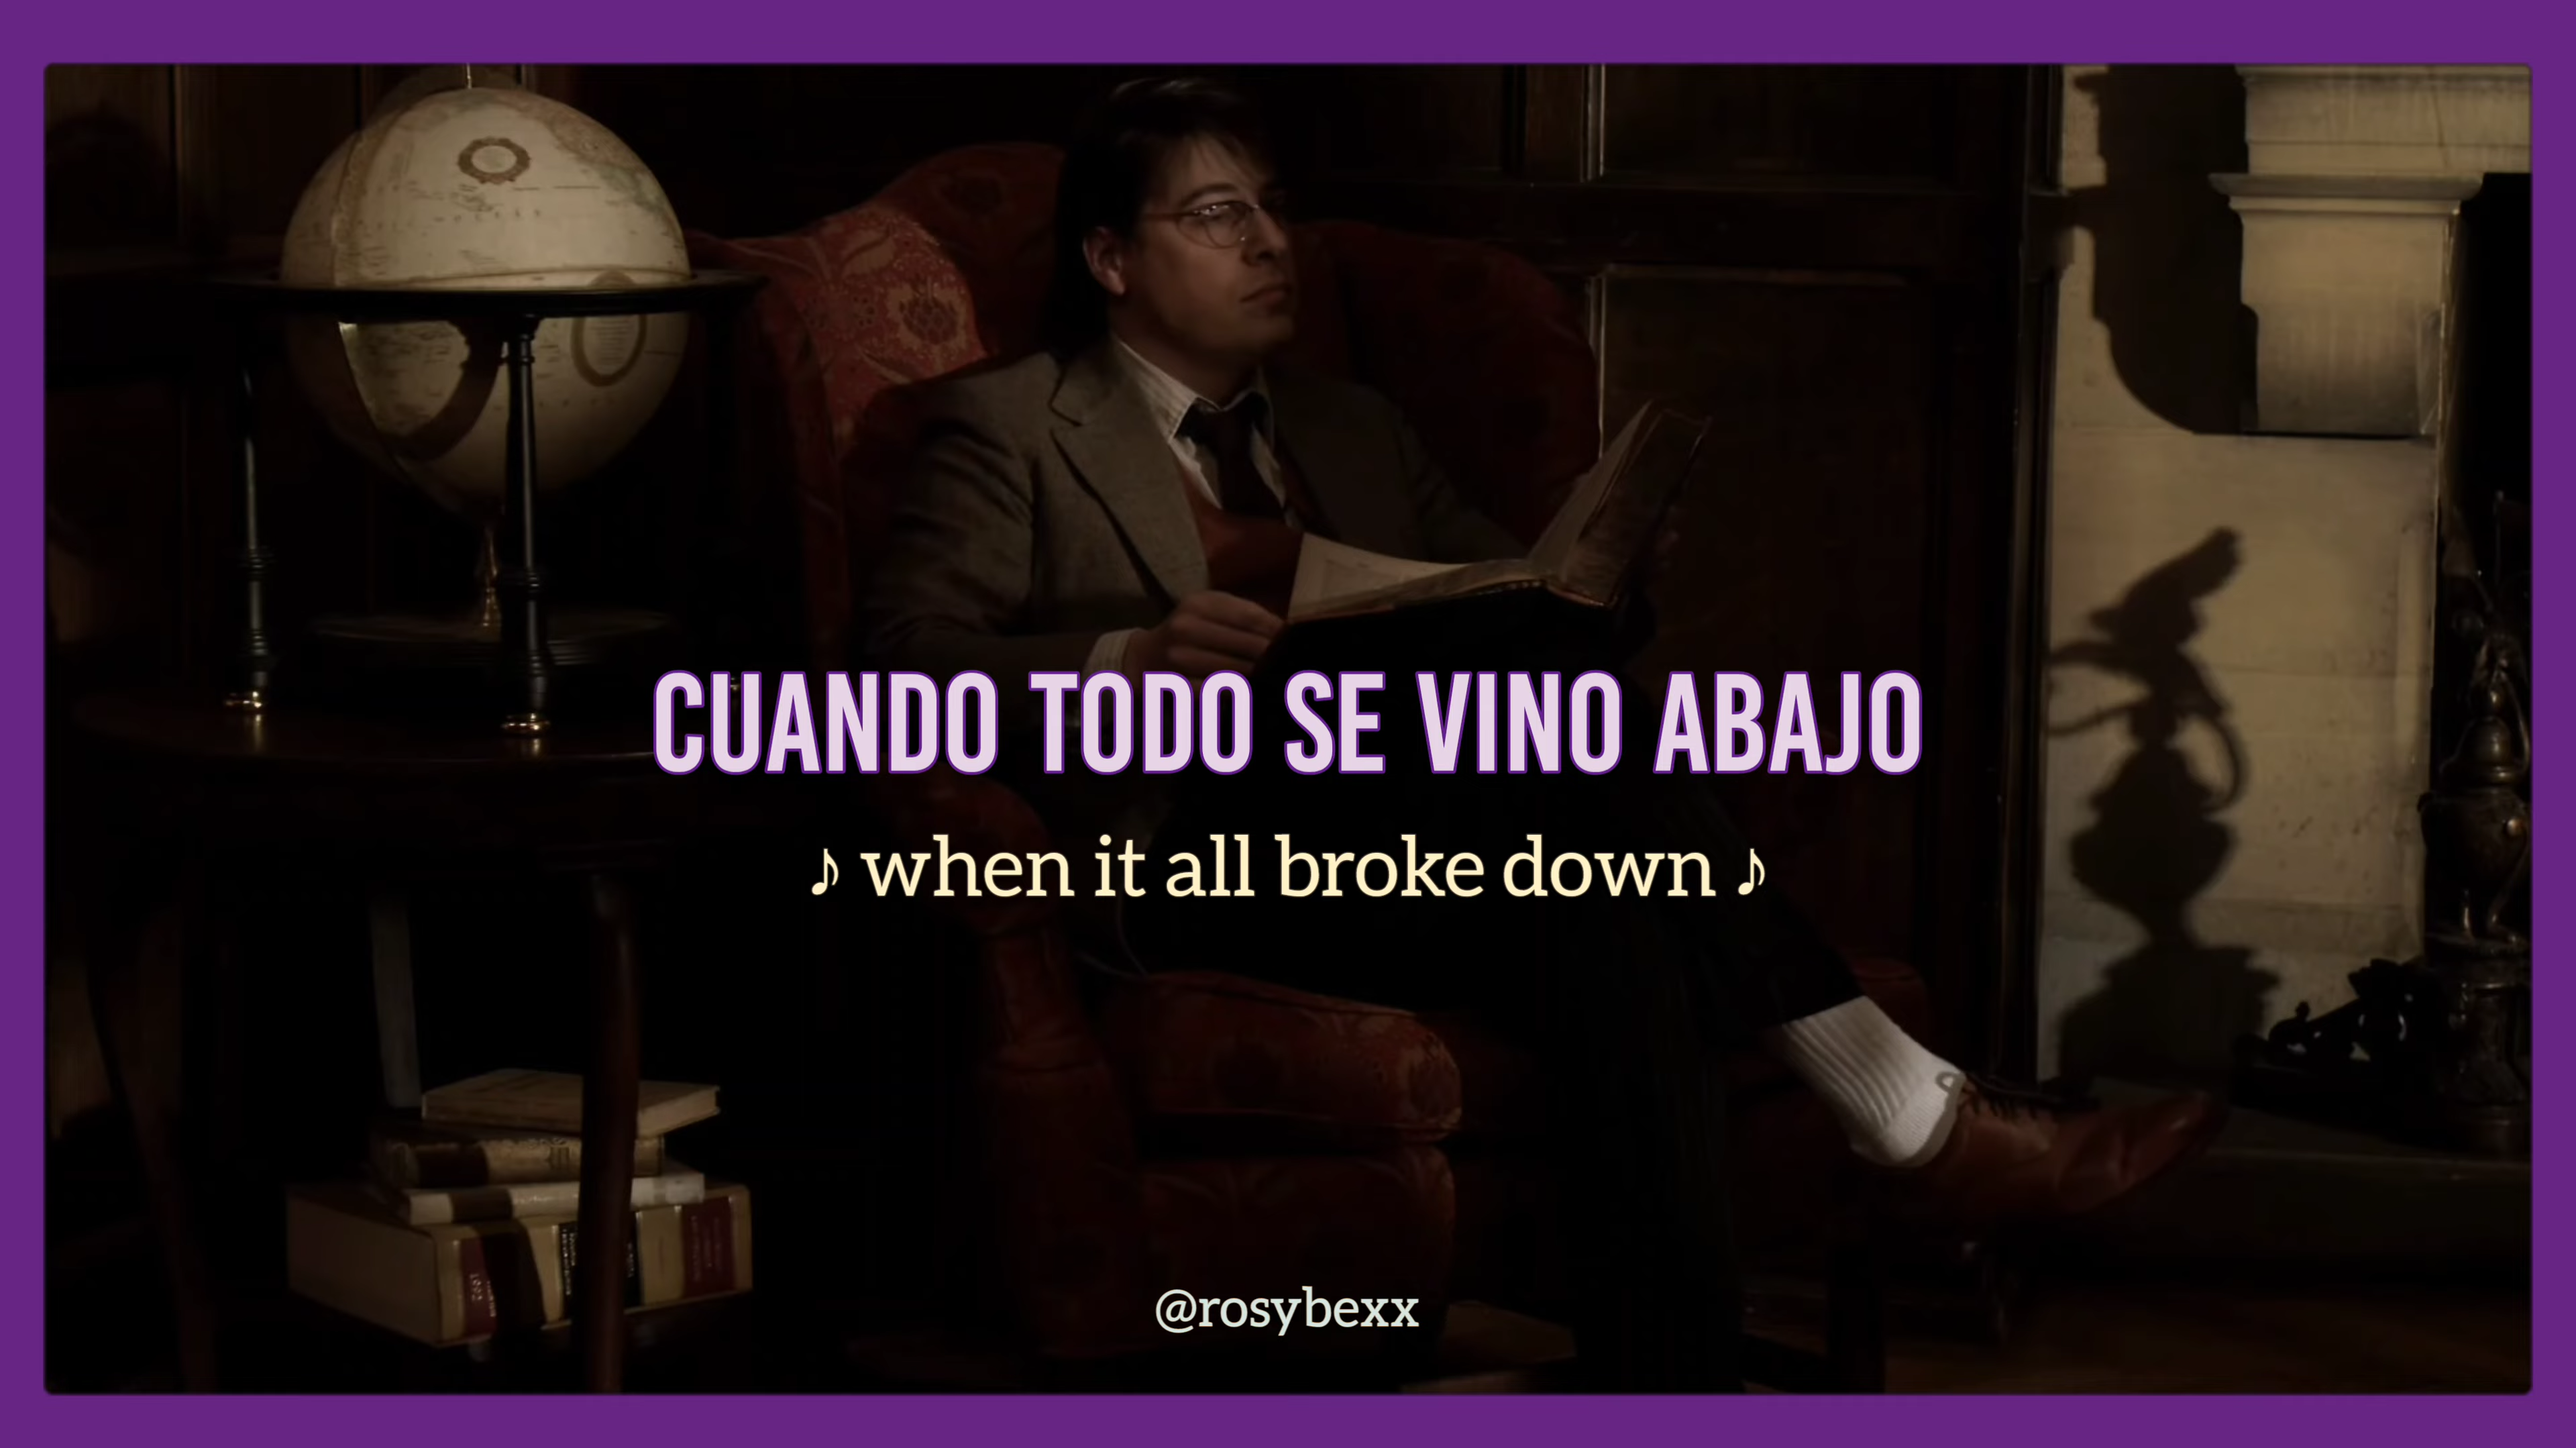 CUANDO TODO SE VINO ABAJO
♪ when it all broke down ♪
@rosybexx